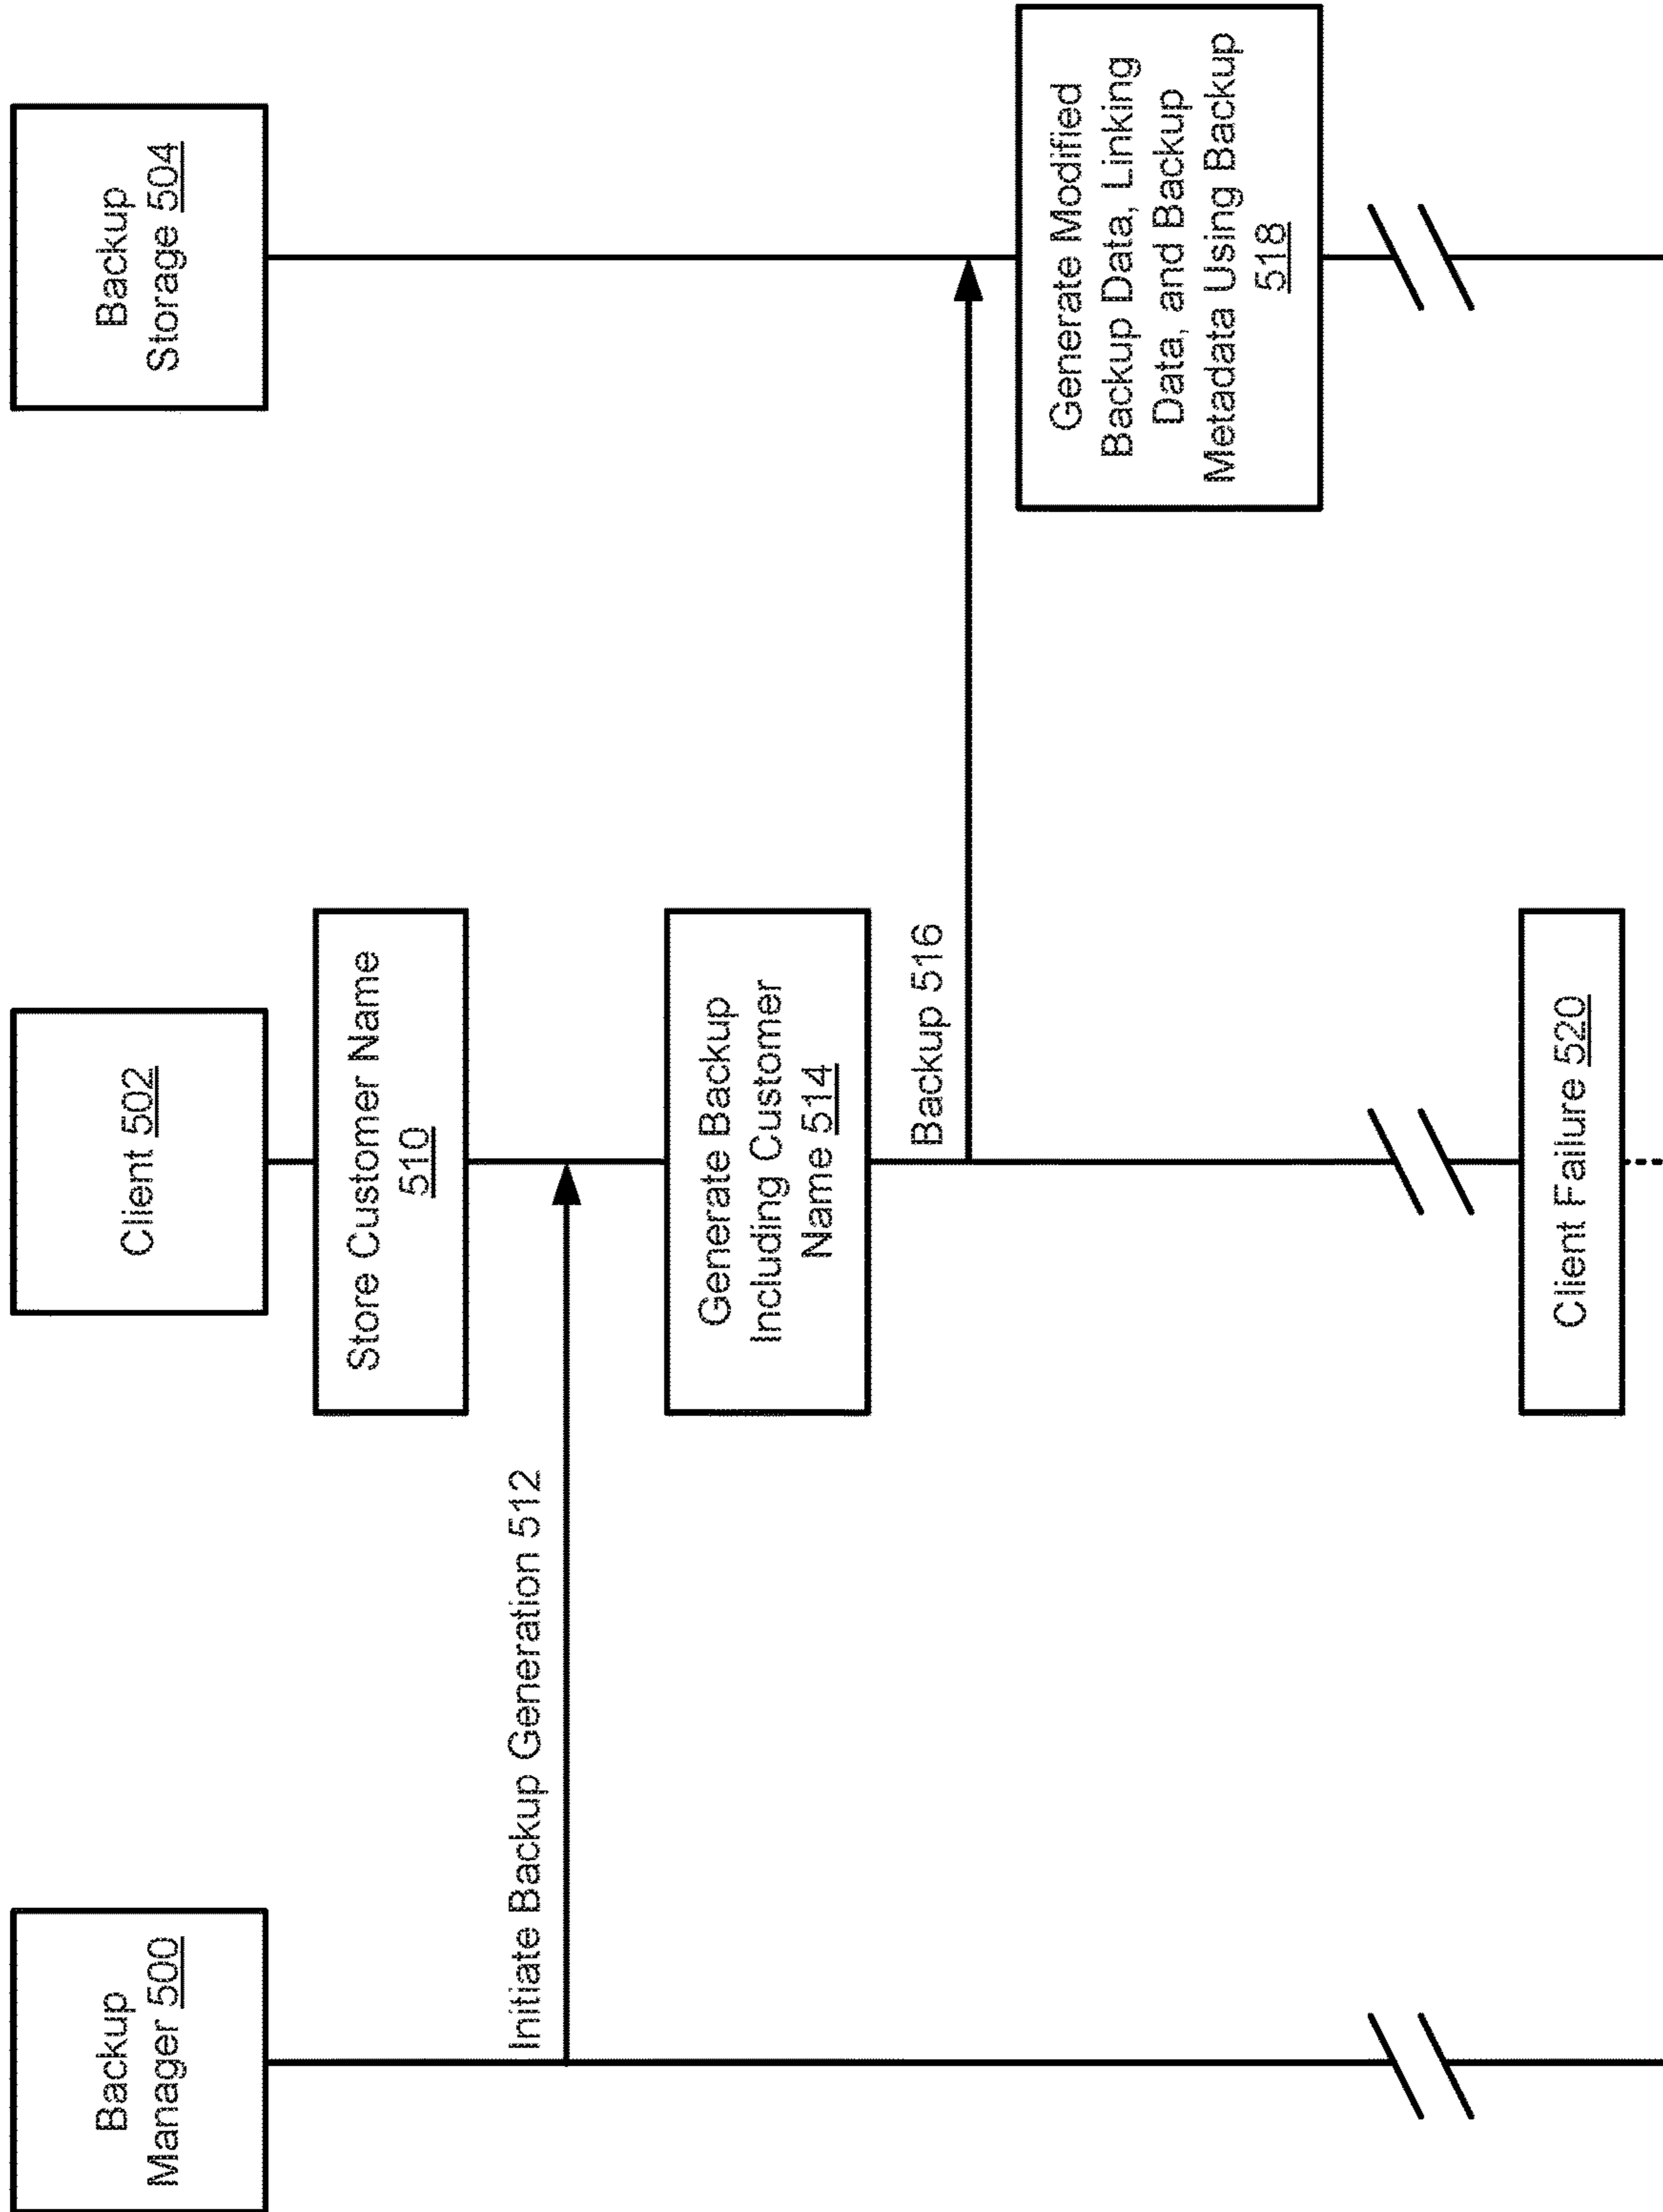 Backup
Manager 500
Client 502
Backup
Storage 504
Store Customer Name
510
Initiate Backup Generation 512
Generate Backup
Including Customer
Name 514
Backup 516
Generate Modified
Backup Data, Linking
Data, and Backup
Metadata Using Backup
518
Client Failure 520